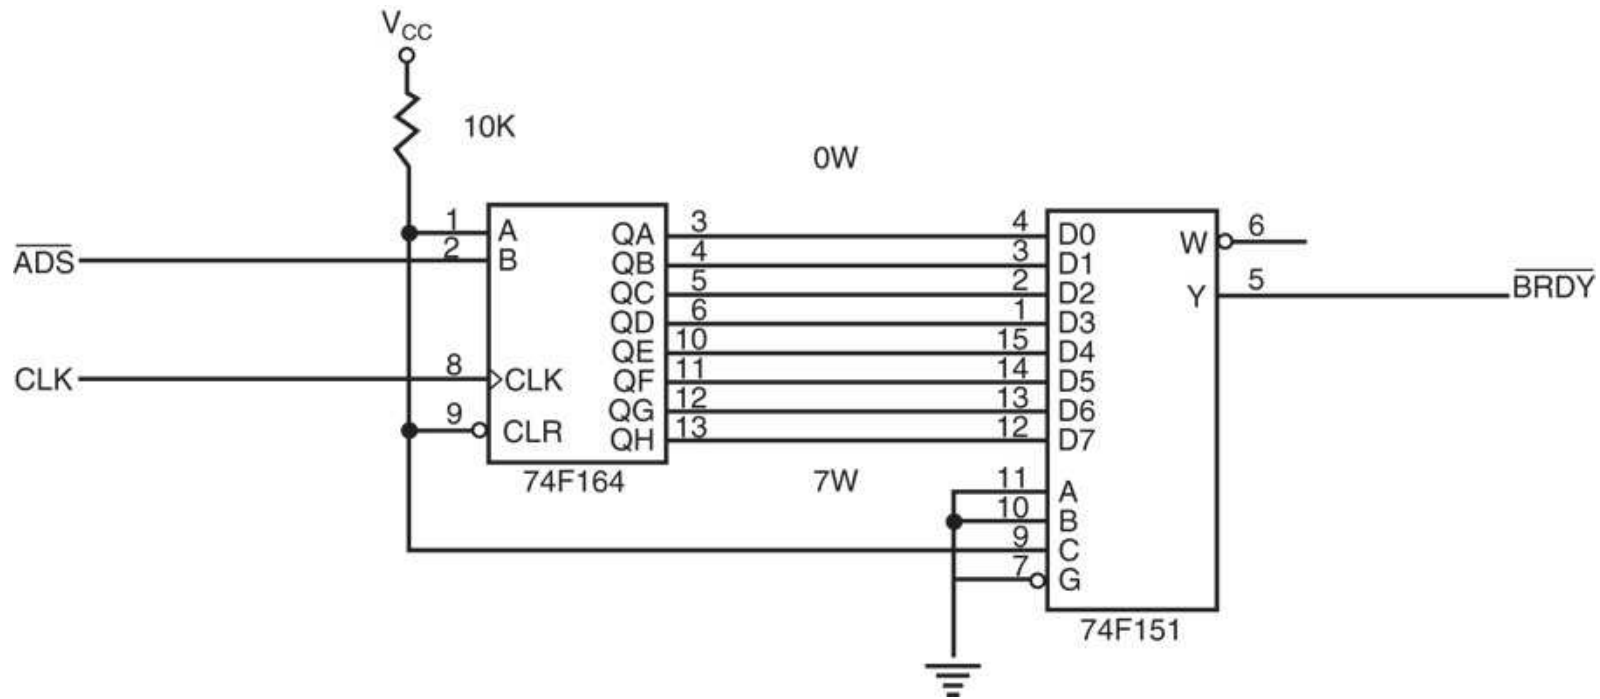 VCC
10K
0W
1 A QA 3 4 D0 W 6
ADS 2 B QB 4 3 D1
QC 5 2 D2 Y 5 BRDY
QD 6 1 D3
QE 10 15 D4
CLK 8 CLK QF 11 14 D5
QG 12 13 D6
9 CLR QH 13 12 D7
74F164 7W 11 A
10 B
9 C
7 G
74F151